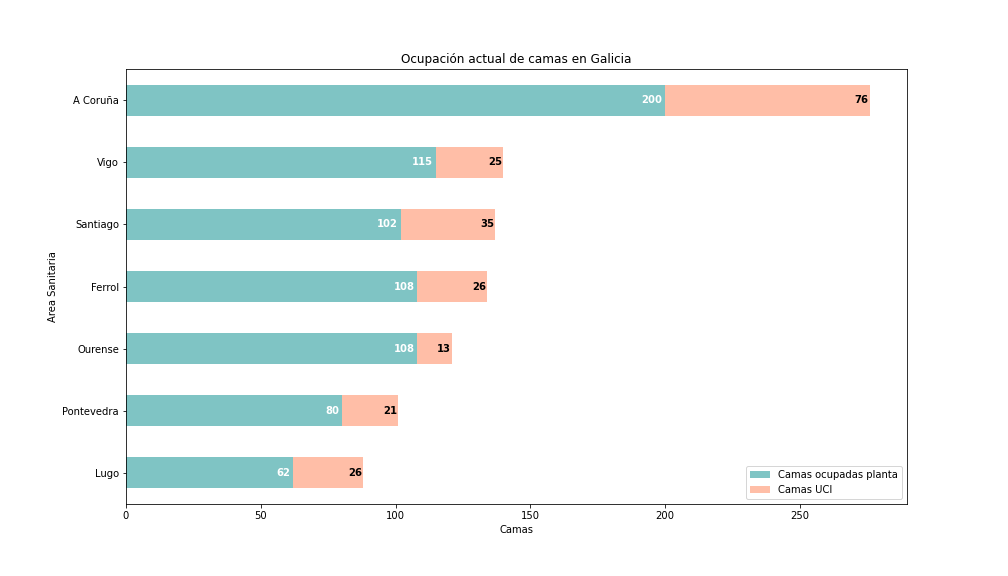 Ocupación actual de camas en Galicia
Area Sanitaria
A Coruña 200 76
Vigo 115 25
Santiago 102 35
Ferrol 108 26
Ourense 108 13
Pontevedra 80 21
Lugo 62 26
Camas ocupadas planta
Camas UCI
0 50 100 150 200 250
Camas